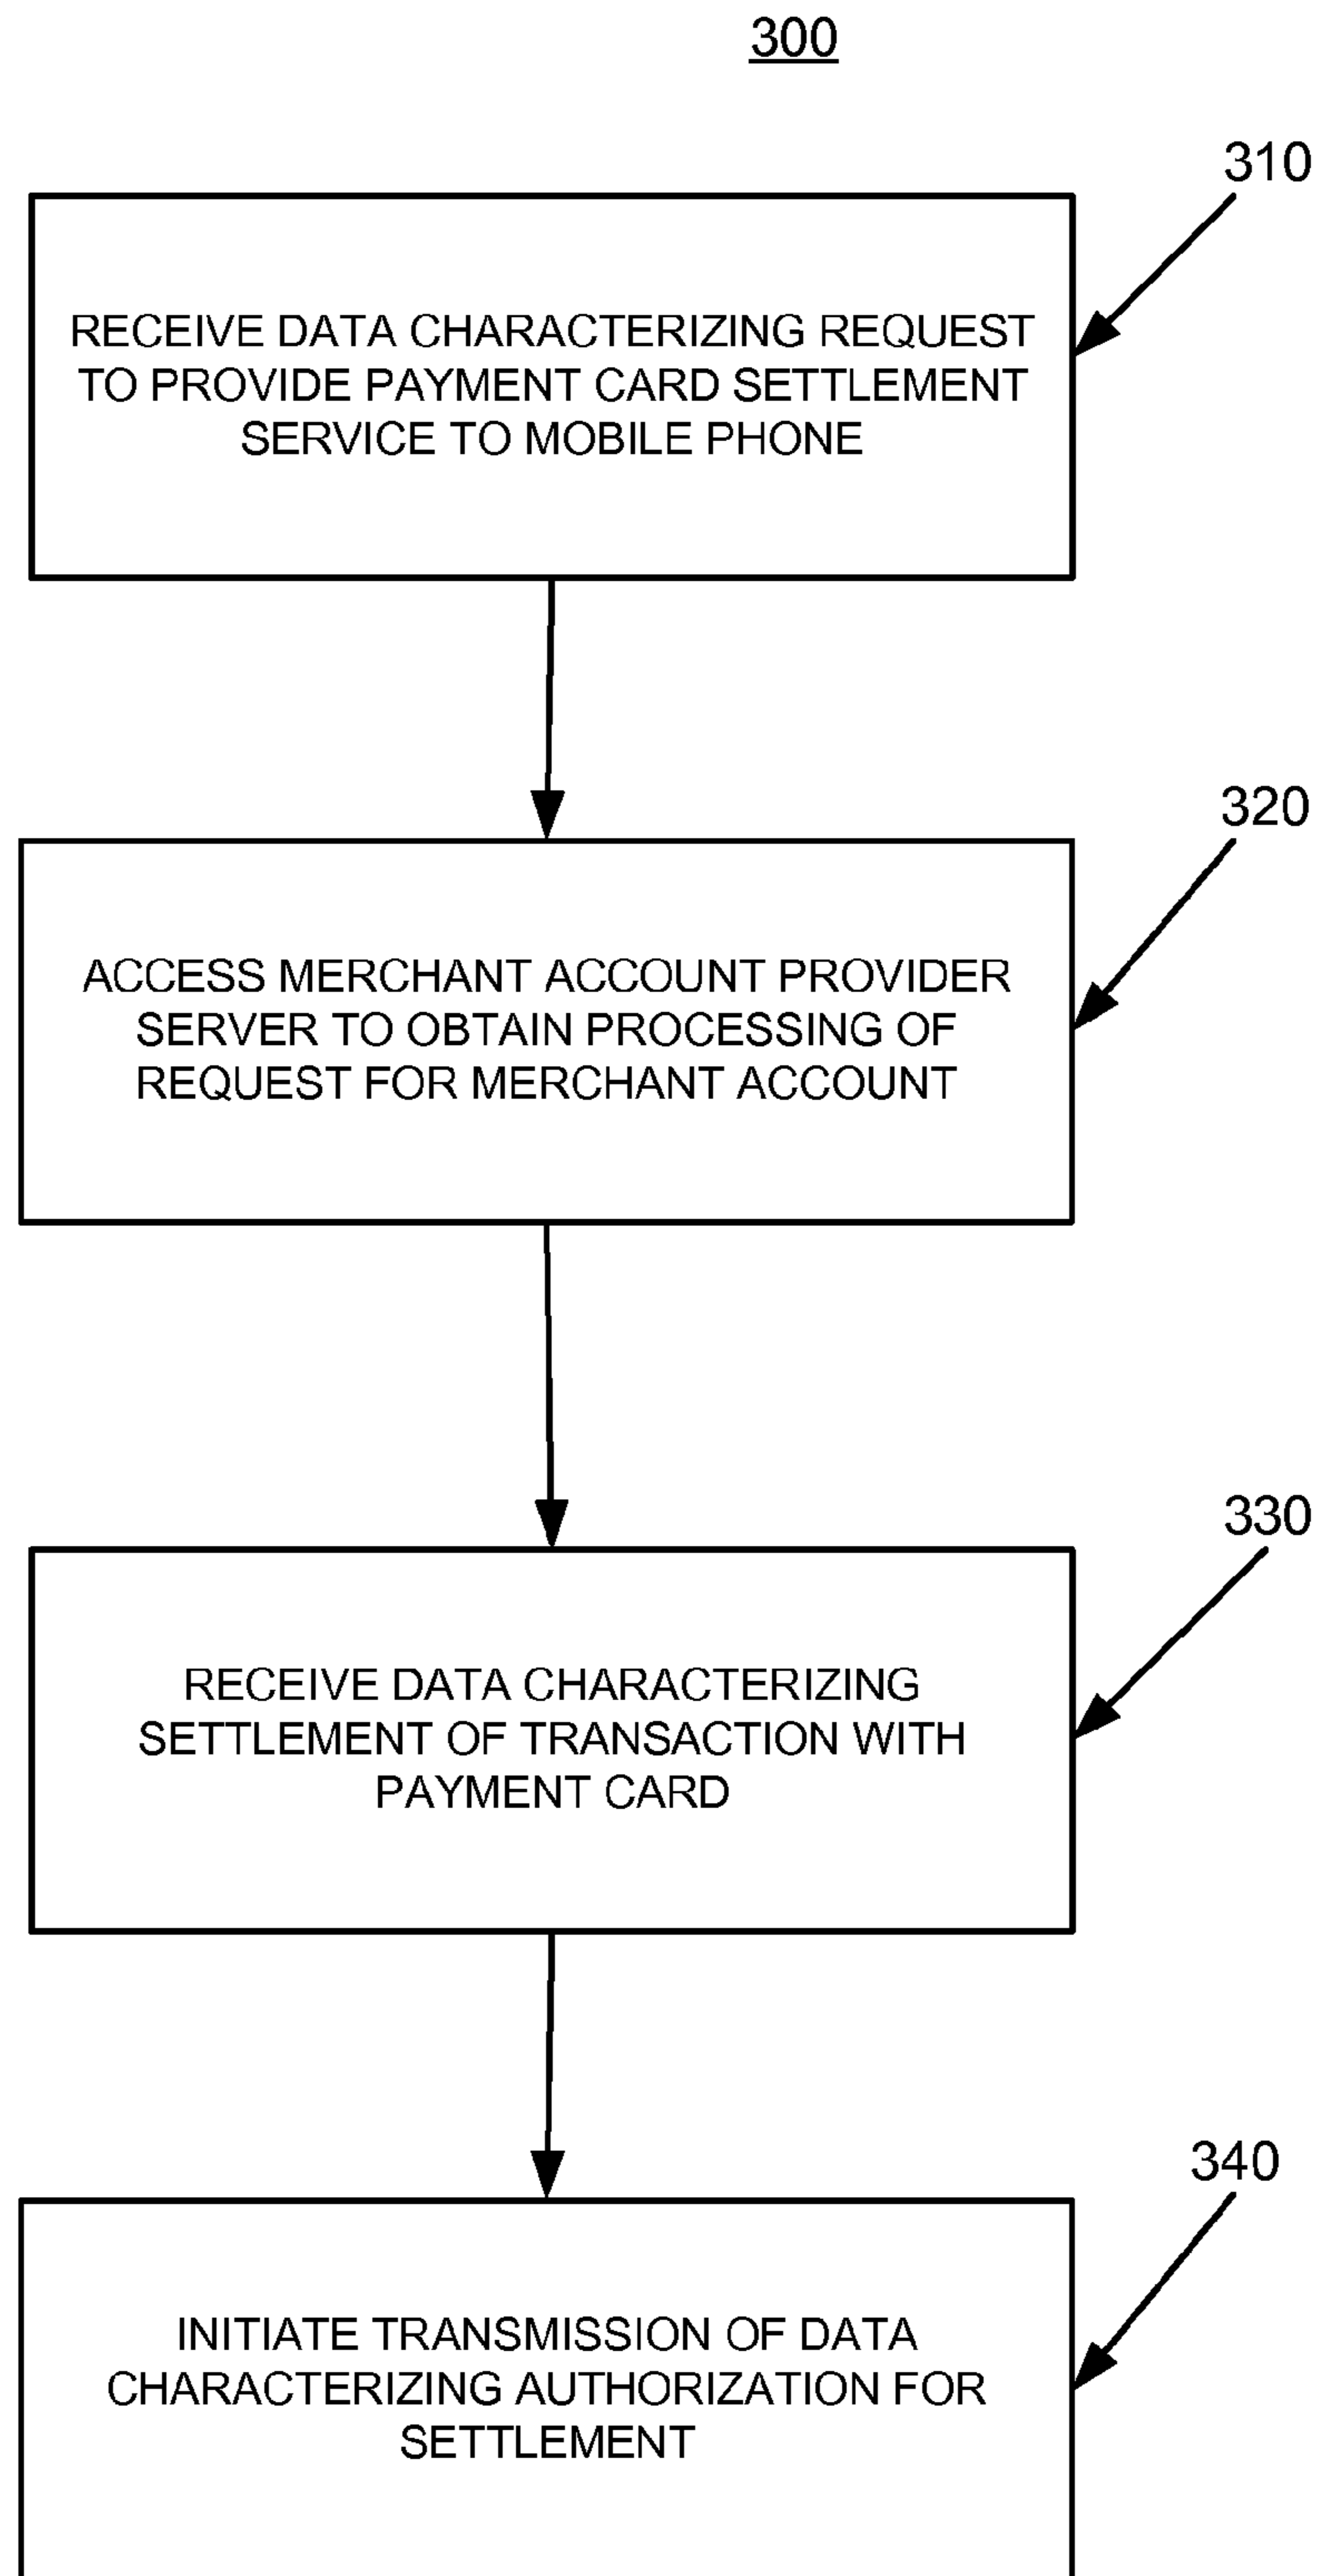 300
310
RECEIVE DATA CHARACTERIZING REQUEST
TO PROVIDE PAYMENT CARD SETTLEMENT
SERVICE TO MOBILE PHONE
320
ACCESS MERCHANT ACCOUNT PROVIDER
SERVER TO OBTAIN PROCESSING OF
REQUEST FOR MERCHANT ACCOUNT
330
RECEIVE DATA CHARACTERIZING
SETTLEMENT OF TRANSACTION WITH
PAYMENT CARD
340
INITIATE TRANSMISSION OF DATA
CHARACTERIZING AUTHORIZATION FOR
SETTLEMENT